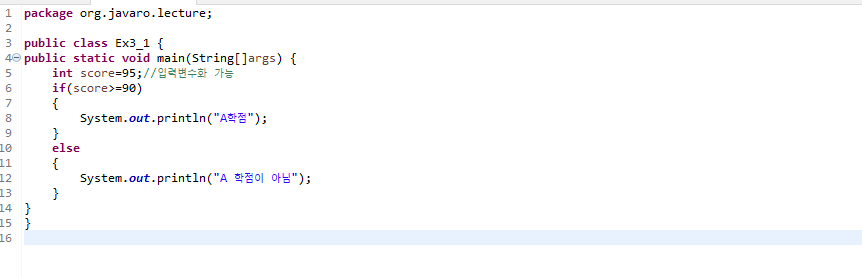 1 package org.javaro.lecture;
2
3 public class Ex3_1 {
4 public static void main(String[]args) {
5     int score=95;//입력변수화 가능
6     if(score>=90)
7     {
8         System.out.println("A학점");
9     }
10     else
11     {
12         System.out.println("A 학점이 아님");
13     }
14 }
15 }
16